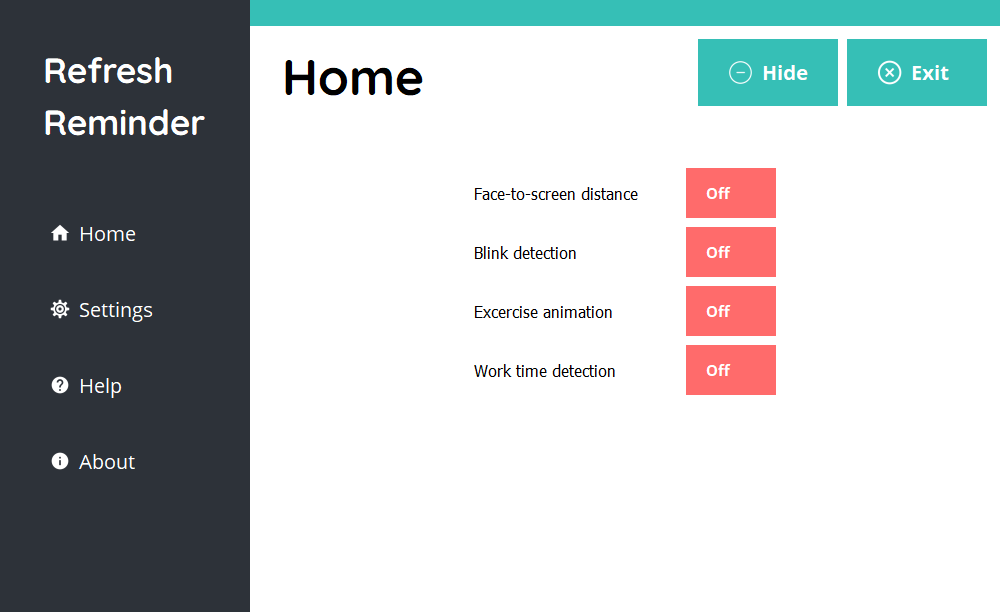 Refresh
Reminder
Home
Settings
Help
About
Home
Hide
Exit
Face-to-screen distance Off
Blink detection Off
Excercise animation Off
Work time detection Off